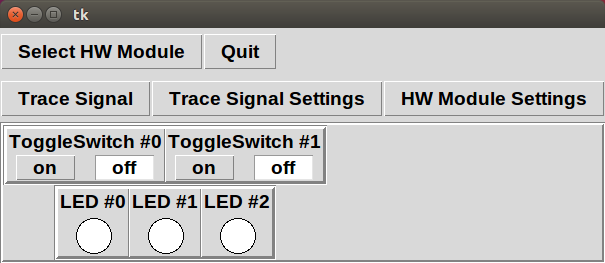 tk
Select HW Module Quit
Trace Signal Trace Signal Settings HW Module Settings
ToggleSwitch #0 ToggleSwitch #1
on off on off
LED #0 LED #1 LED #2